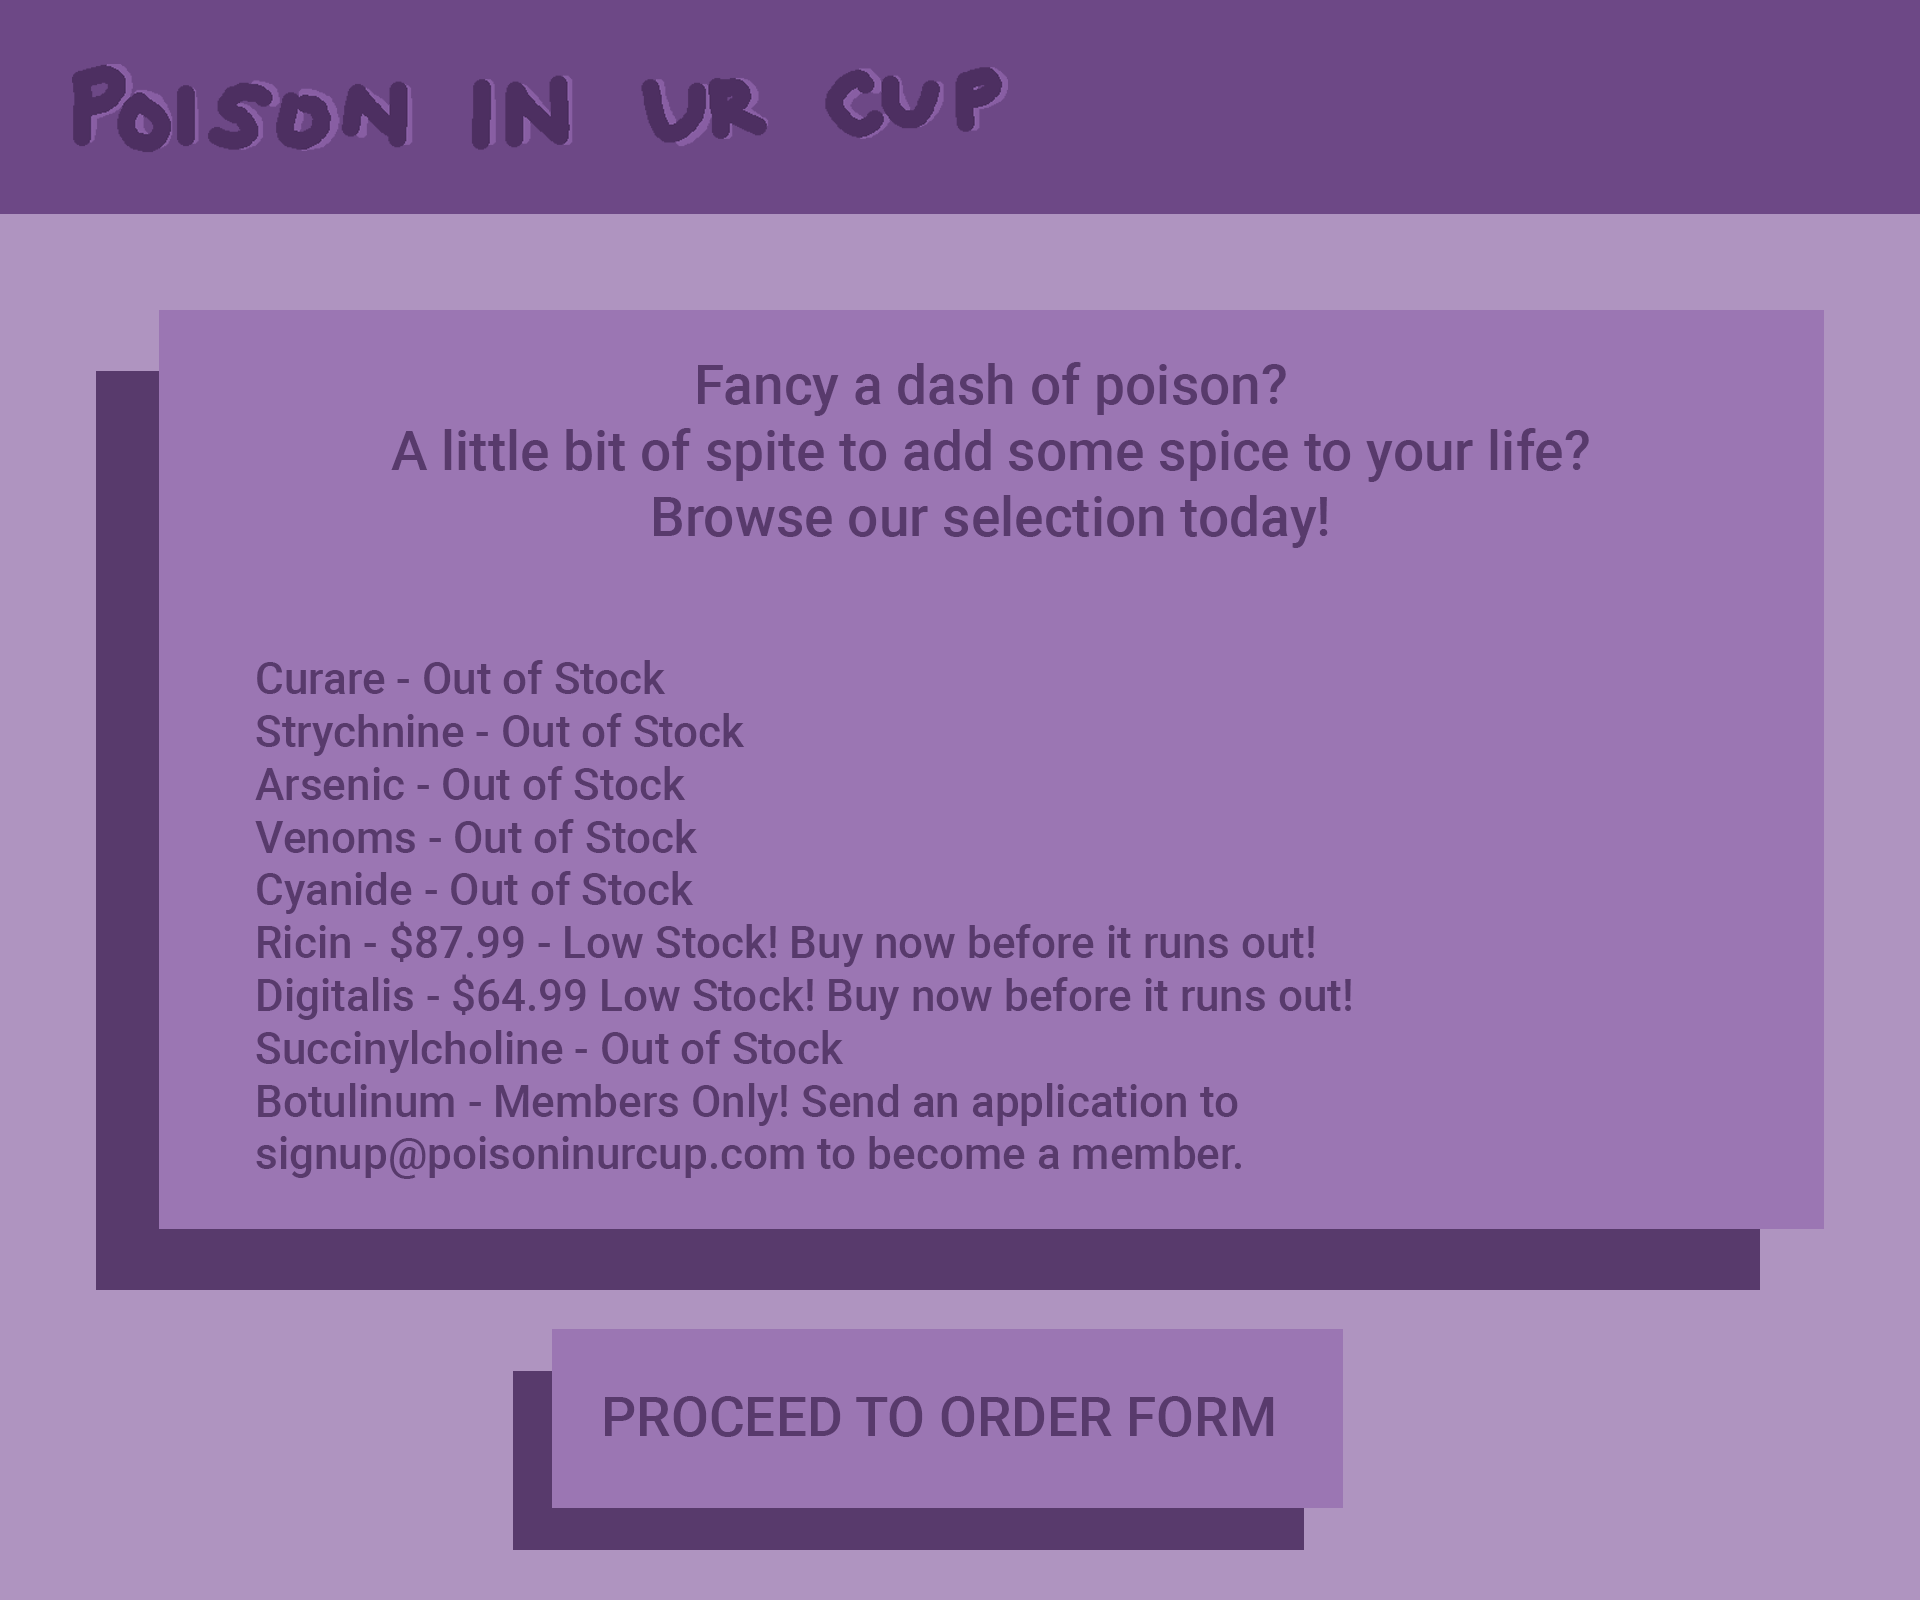 POISON IN UR CUP
Fancy a dash of poison?
A little bit of spite to add some spice to your life?
Browse our selection today!
Curare - Out of Stock
Strychnine - Out of Stock
Arsenic - Out of Stock
Venoms - Out of Stock
Cyanide - Out of Stock
Ricin - $87.99 - Low Stock! Buy now before it runs out!
Digitalis - $64.99 Low Stock! Buy now before it runs out!
Succinylcholine - Out of Stock
Botulinum - Members Only! Send an application to
signup@poisoninurcup.com to become a member.
PROCEED TO ORDER FORM